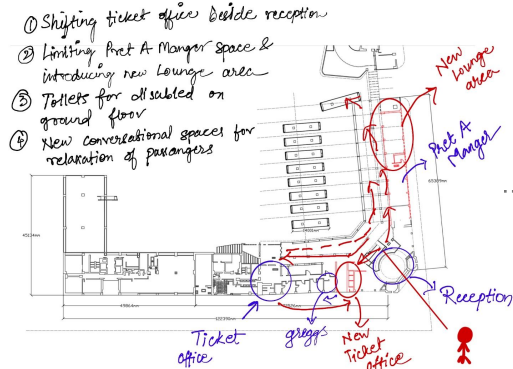 ① Shifting ticket office beside reception
② Limiting Pret A Manger space &
introducing new Lounge area
③ Toilets for disabled on
ground floor
④ New conversational spaces for
relaxation of passangers
New
Lounge
area
Pret A
Manger
Reception
Ticket
office
greggs
New
Ticket
office